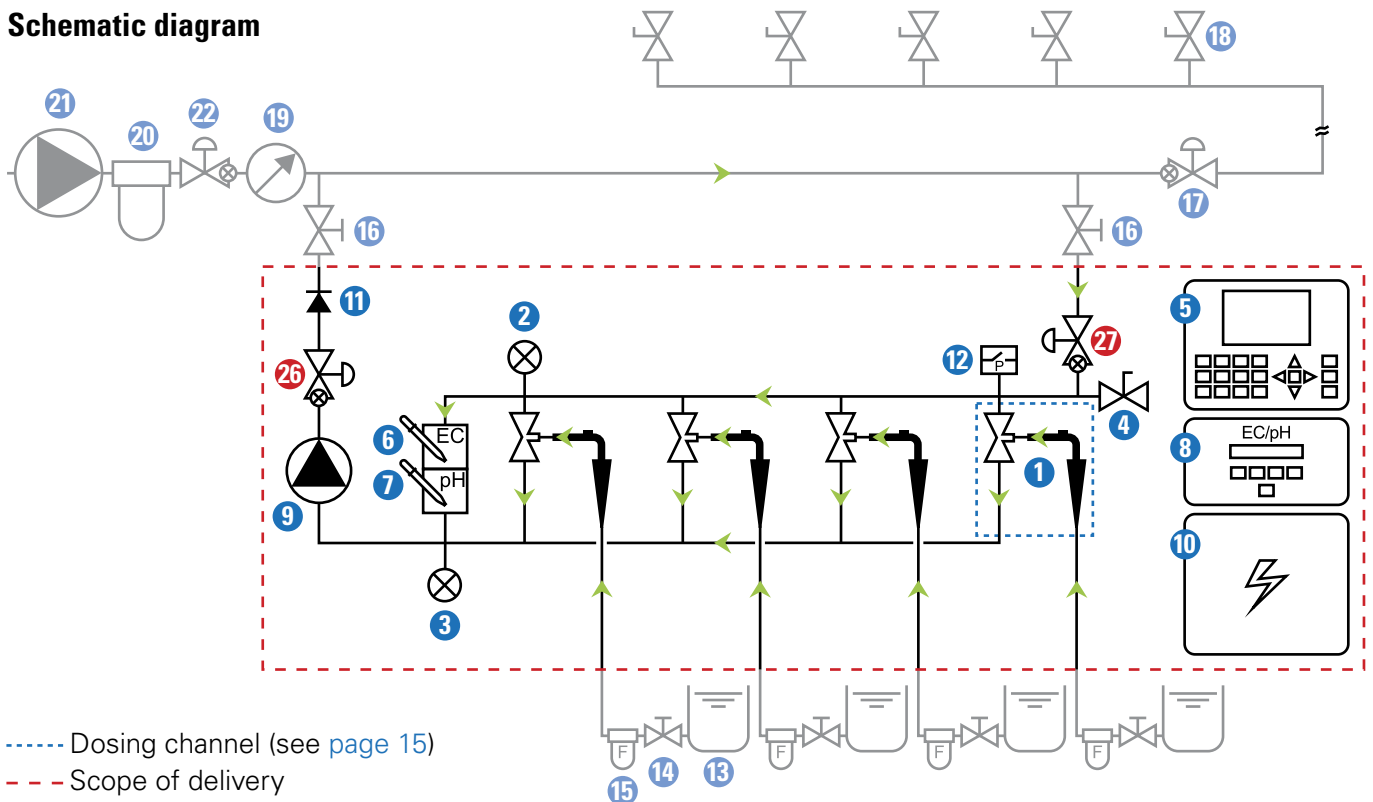 Schematic diagram
18
21
22
19
20
16
16
17
11
2
5
12
27
26
4
6
EC
EC/pH
8
7
pH
1
9
10
3
P
F
F
F
F
15
14
13
Dosing channel (see page 15)
Scope of delivery